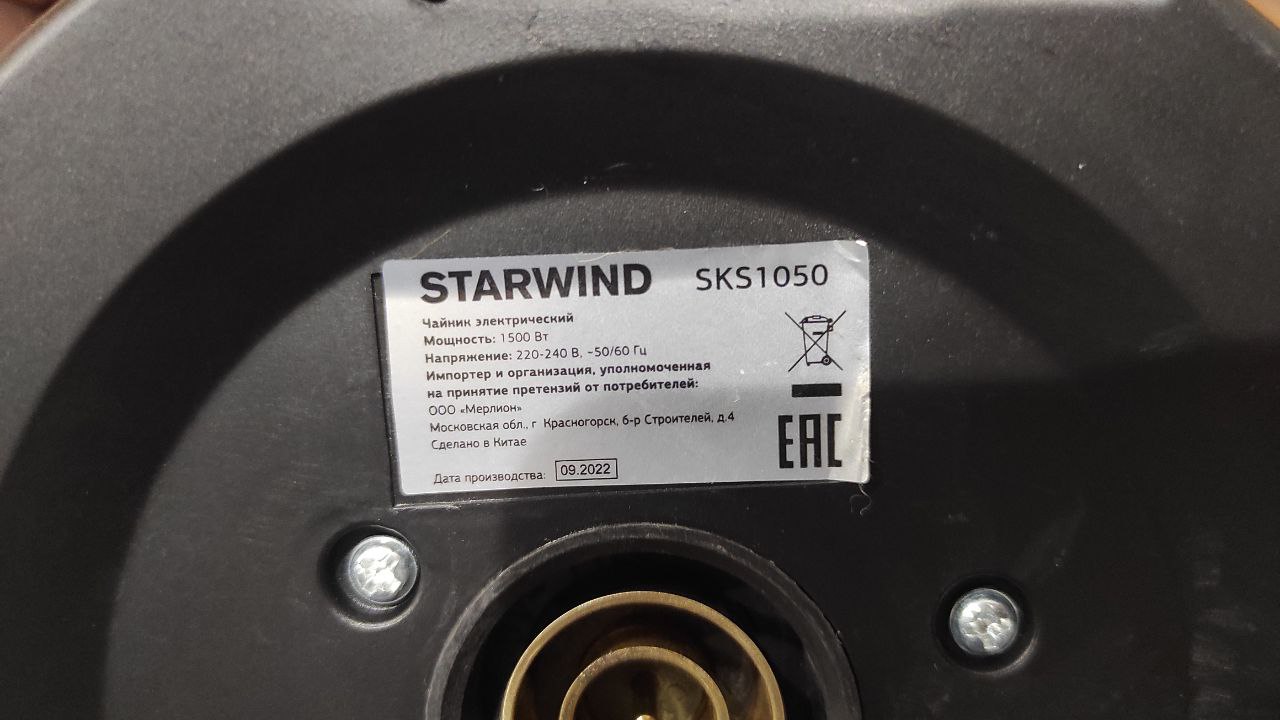 STARWIND SKS1050
Чайник электрический
Мощность: 1500 Вт
Напряжение: 220-240 В, ~50/60 Гц
Импортер и организация, уполномоченная
на принятие претензий от потребителей:
ООО «Мерлион»
Московская обл., г Красногорск, б-р Строителей, д.4
Сделано в Китае
Дата производства: 09.2022
EAC